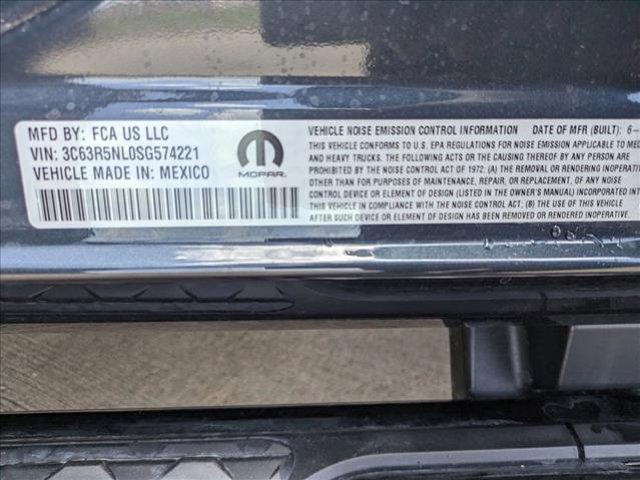 MFD BY: FCA US LLC
VIN: 3C63R5NL0SG574221
VEHICLE MADE IN: MEXICO
MOPAR.
VEHICLE NOISE EMISSION CONTROL INFORMATION DATE OF MFR (BUILT): 6-
THIS VEHICLE CONFORMS TO U.S. EPA REGULATIONS FOR NOISE EMISSION APPLICABLE TO MED
AND HEAVY TRUCKS. THE FOLLOWING ACTS OR THE CAUSING THEREOF BY ANY PERSON ARE
PROHIBITED BY THE NOISE CONTROL ACT OF 1972: (A) THE REMOVAL OR RENDERING INOPERATIV
OTHER THAN FOR PURPOSES OF MAINTENANCE, REPAIR, OR REPLACEMENT, OF ANY NOISE
CONTROL DEVICE OR ELEMENT OF DESIGN (LISTED IN THE OWNER'S MANUAL) INCORPORATED INT
THIS VEHICLE IN COMPLIANCE WITH THE NOISE CONTROL ACT; (B) THE USE OF THIS VEHICLE
AFTER SUCH DEVICE OR ELEMENT OF DESIGN HAS BEEN REMOVED OR RENDERED INOPERATIVE.